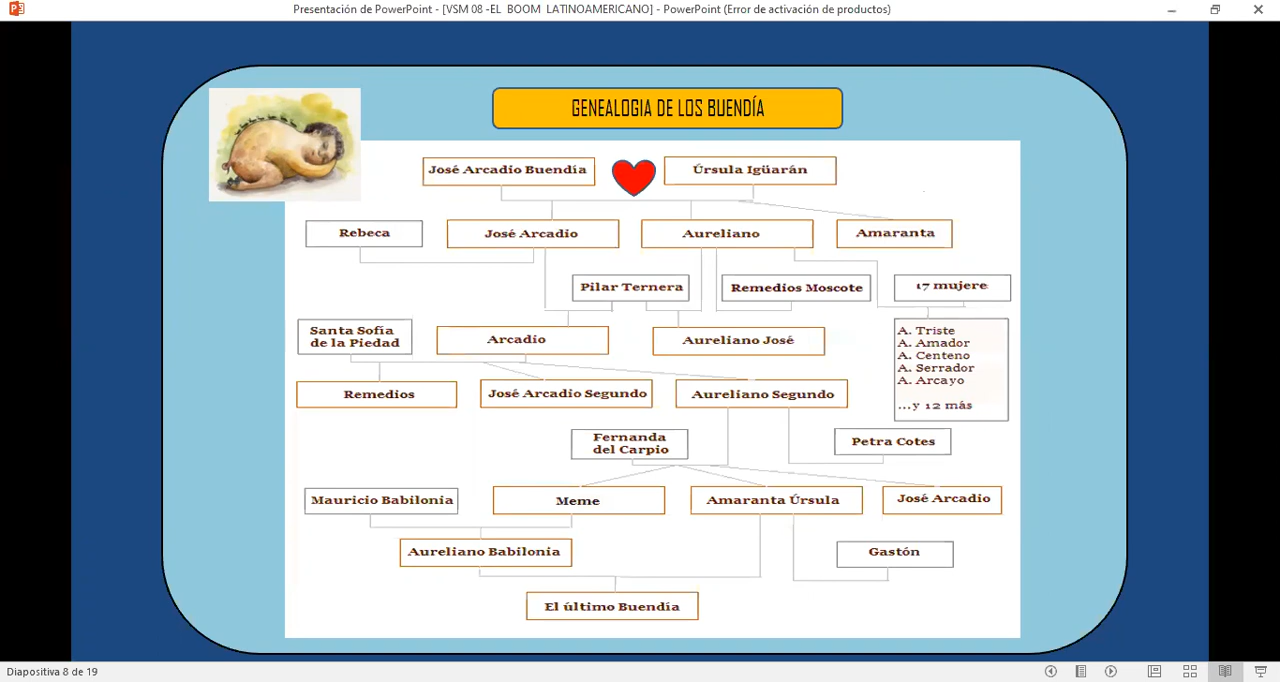 Presentación de PowerPoint - [VSM 08 -EL BOOM LATINOAMERICANO] - PowerPoint (Error de activación de productos)
GENEALOGIA DE LOS BUENDÍA
José Arcadio Buendía
Úrsula Igüarán
Rebeca
José Arcadio
Aureliano
Amaranta
Pilar Ternera
Remedios Moscote
17 mujere
Santa Sofía
de la Piedad
Arcadio
Aureliano José
A. Triste
A. Amador
A. Centeno
A. Serrador
A. Arcayo
...y 12 más
Remedios
José Arcadio Segundo
Aureliano Segundo
Fernanda
del Carpio
Petra Cotes
Mauricio Babilonia
Meme
Amaranta Úrsula
José Arcadio
Aureliano Babilonia
Gastón
El último Buendía
Diapositiva 8 de 19